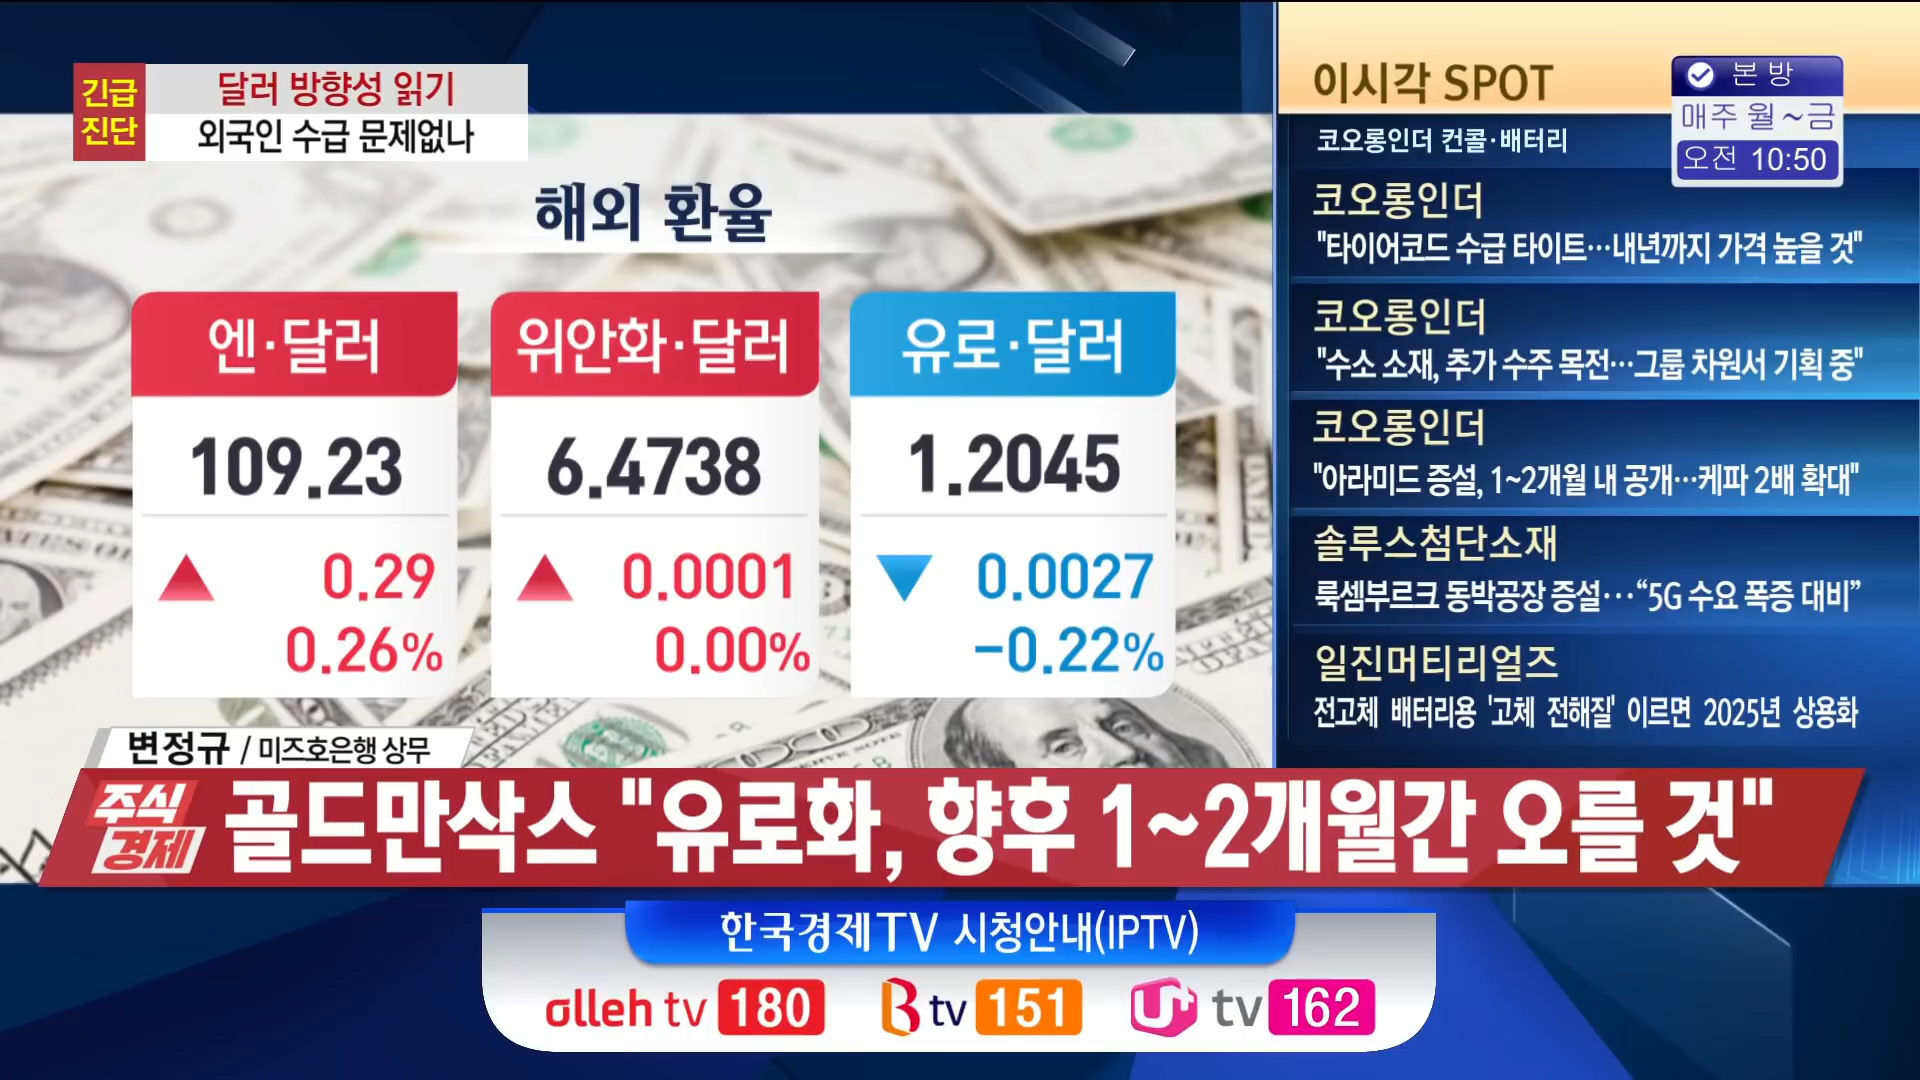 긴급
진단
달러 방향성 읽기
외국인 수급 문제없나
해외 환율
엔·달러
109.23
▲ 0.29
0.26%
위안화·달러
6.4738
▲ 0.0001
0.00%
유로·달러
1.2045
▼ 0.0027
-0.22%
변정규 / 미즈호은행 상무
주식
경제
골드만삭스 "유로화, 향후 1~2개월간 오를 것"
이시각 SPOT
본 방
매주 월~금
오전 10:50
코오롱인더 컨콜·배터리
코오롱인더
"타이어코드 수급 타이트…내년까지 가격 높을 것"
코오롱인더
"수소 소재, 추가 수주 목전…그룹 차원서 기획 중"
코오롱인더
"아라미드 증설, 1~2개월 내 공개…케파 2배 확대"
솔루스첨단소재
룩셈부르크 동박공장 증설…“5G 수요 폭증 대비”
일진머티리얼즈
전고체 배터리용 '고체 전해질' 이르면 2025년 상용화
한국경제TV 시청안내(IPTV)
olleh tv 180
B tv 151
U+ tv 162